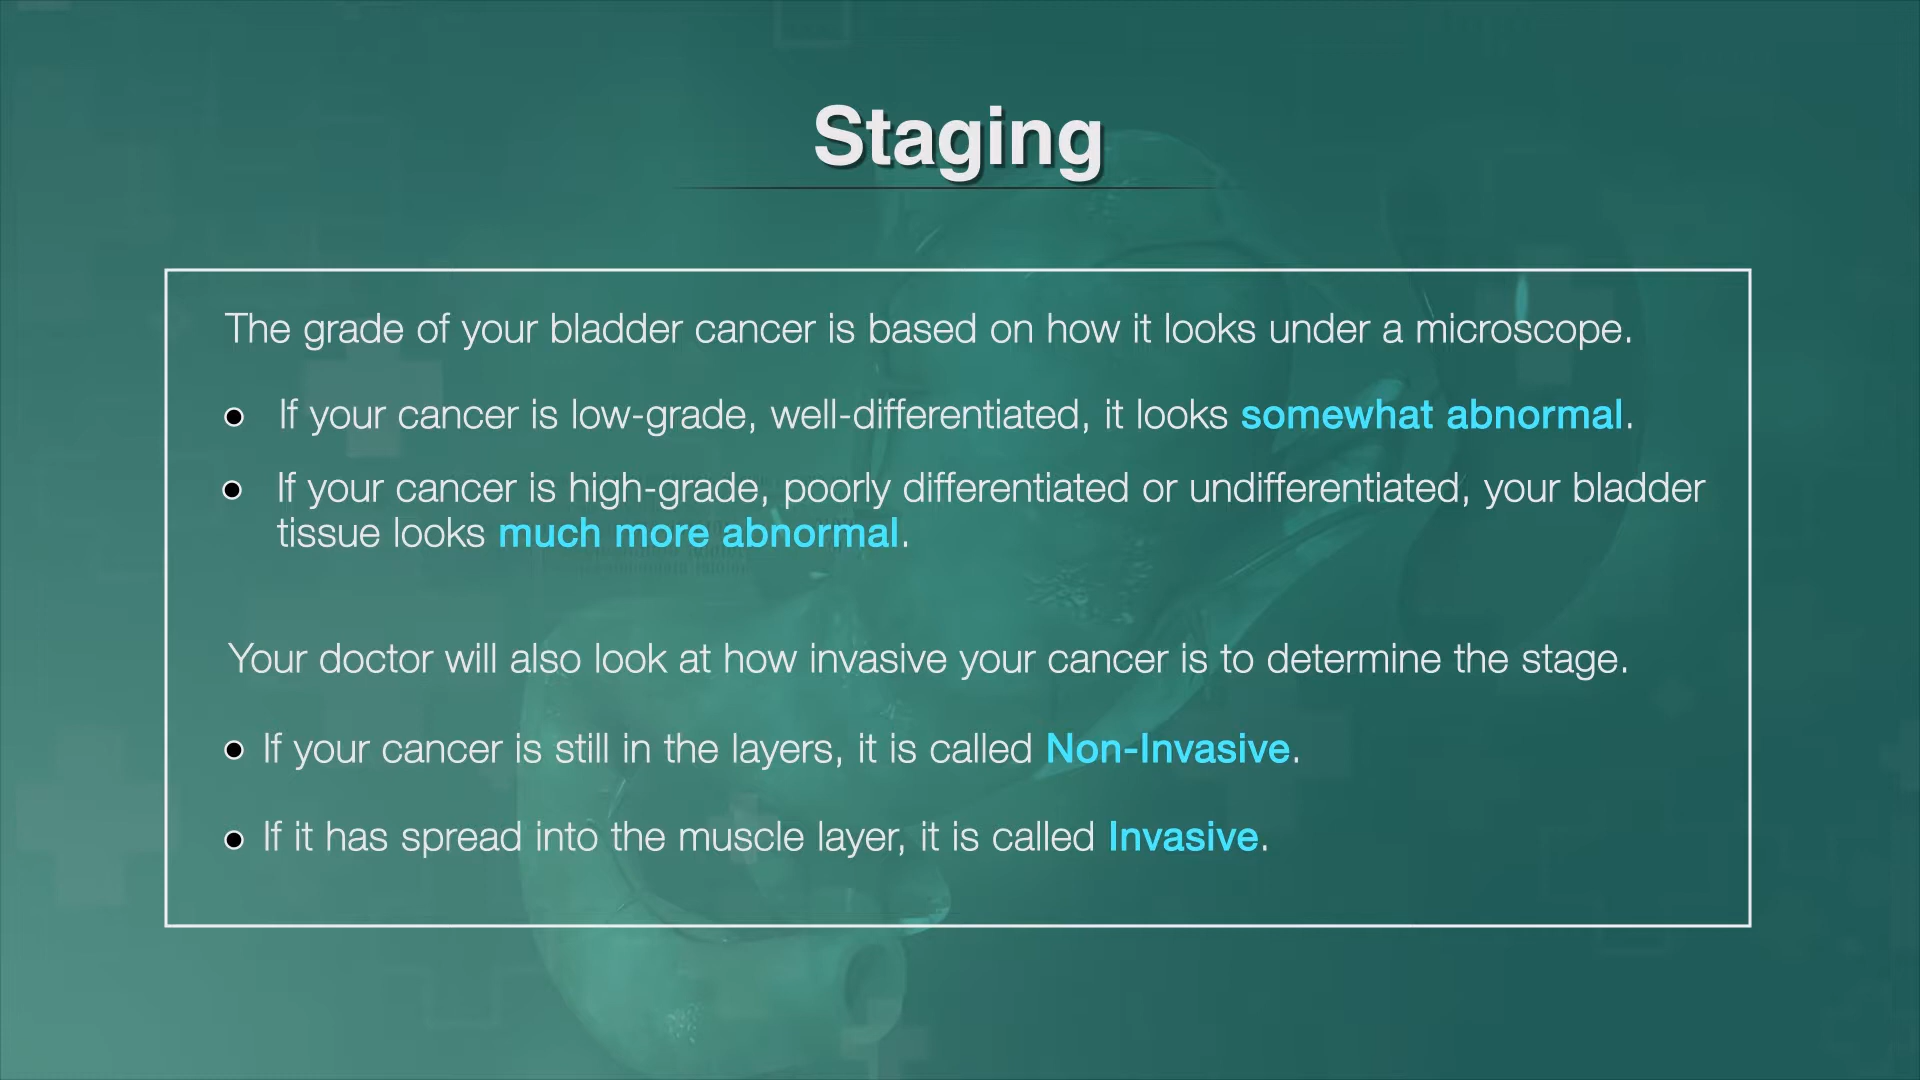 Staging
The grade of your bladder cancer is based on how it looks under a microscope.
If your cancer is low-grade, well-differentiated, it looks somewhat abnormal.
If your cancer is high-grade, poorly differentiated or undifferentiated, your bladder
tissue looks much more abnormal.
Your doctor will also look at how invasive your cancer is to determine the stage.
If your cancer is still in the layers, it is called Non-Invasive.
If it has spread into the muscle layer, it is called Invasive.